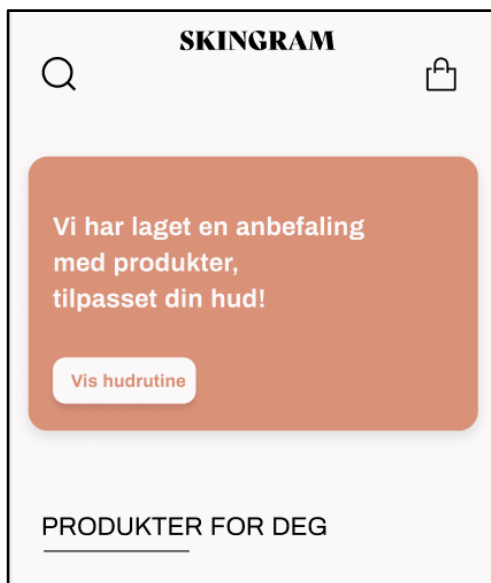 SKINGRAM
Vi har laget en anbefaling
med produkter,
tilpasset din hud!
Vis hudrutine
PRODUKTER FOR DEG